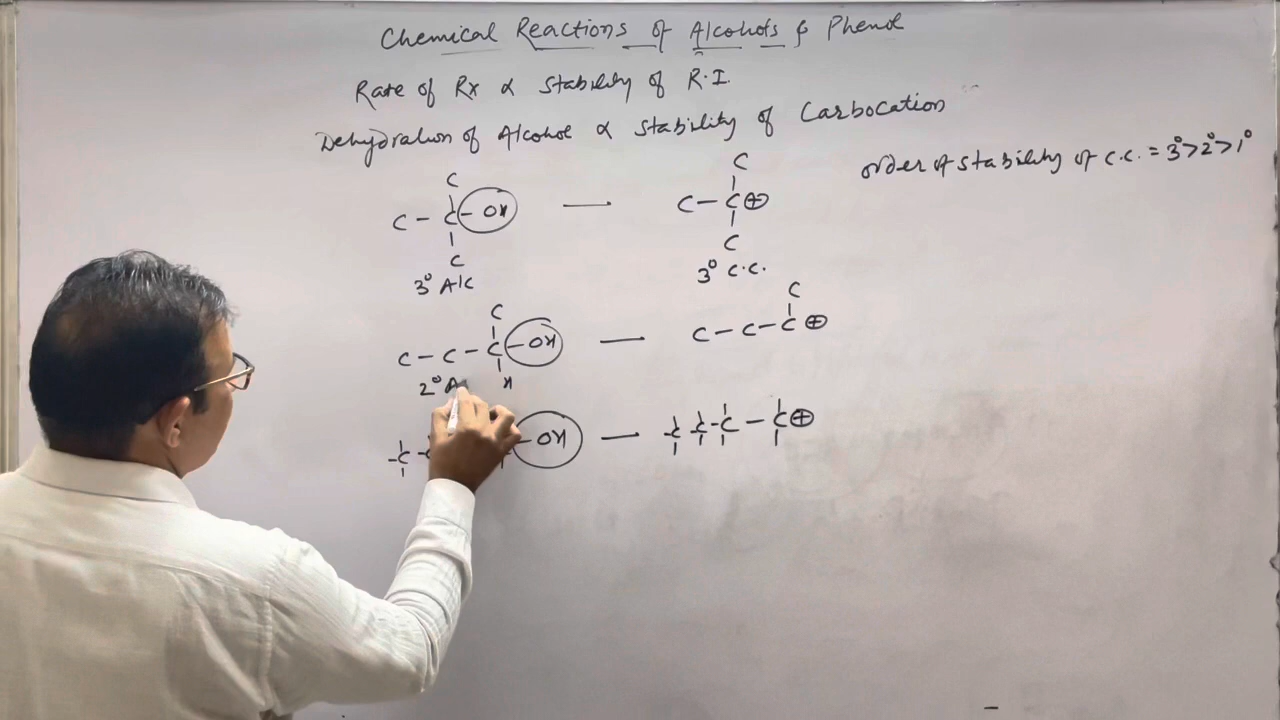 Chemical Reactions of Alcohols & Phenol
Rate of Rx ∝ Stability of R.I.
Dehydration of Alcohol ∝ Stability of Carbocation
order of stability of C.C. = 3°>2°>1°
C C
C - C - OH — C - C ⊕
C C
3° Alc 3° C.C.
C C
C - C - C - OH — C - C - C ⊕
H
2° A
- C - OH — - C - C - C - C ⊕